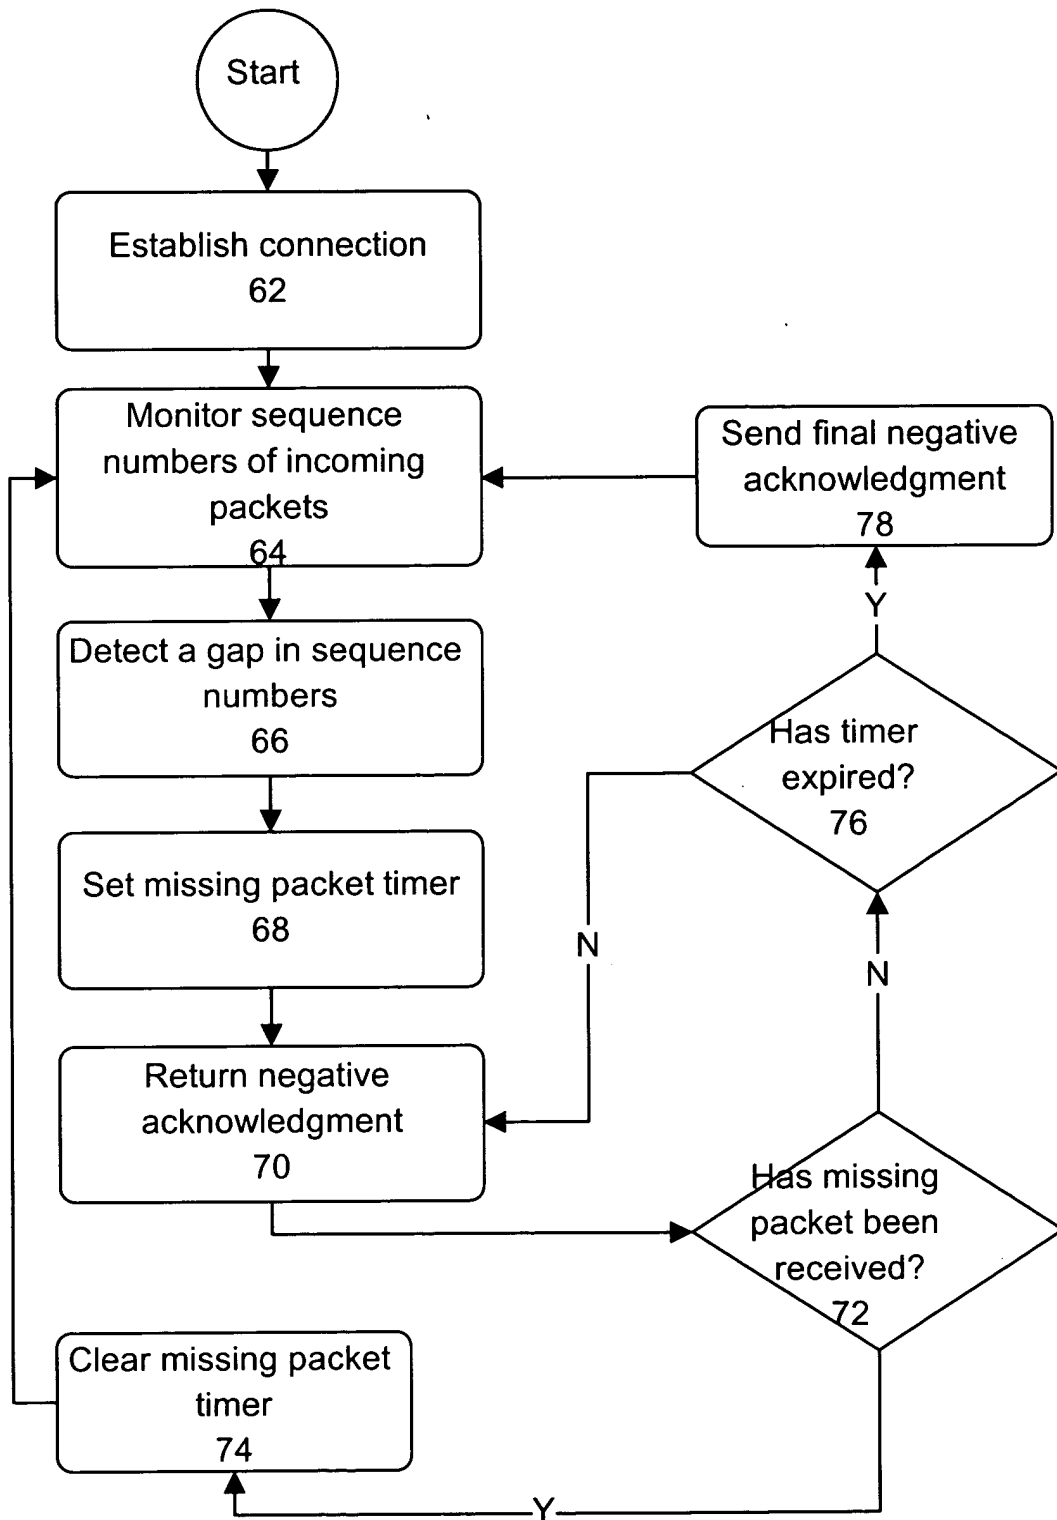 Start
Establish connection
62
Monitor sequence
numbers of incoming
packets
64
Send final negative
acknowledgment
78
Y
Detect a gap in sequence
numbers
66
Has timer
expired?
76
Set missing packet timer
68
N
N
Return negative
acknowledgment
70
Has missing
packet been
received?
72
Clear missing packet
timer
74
Y